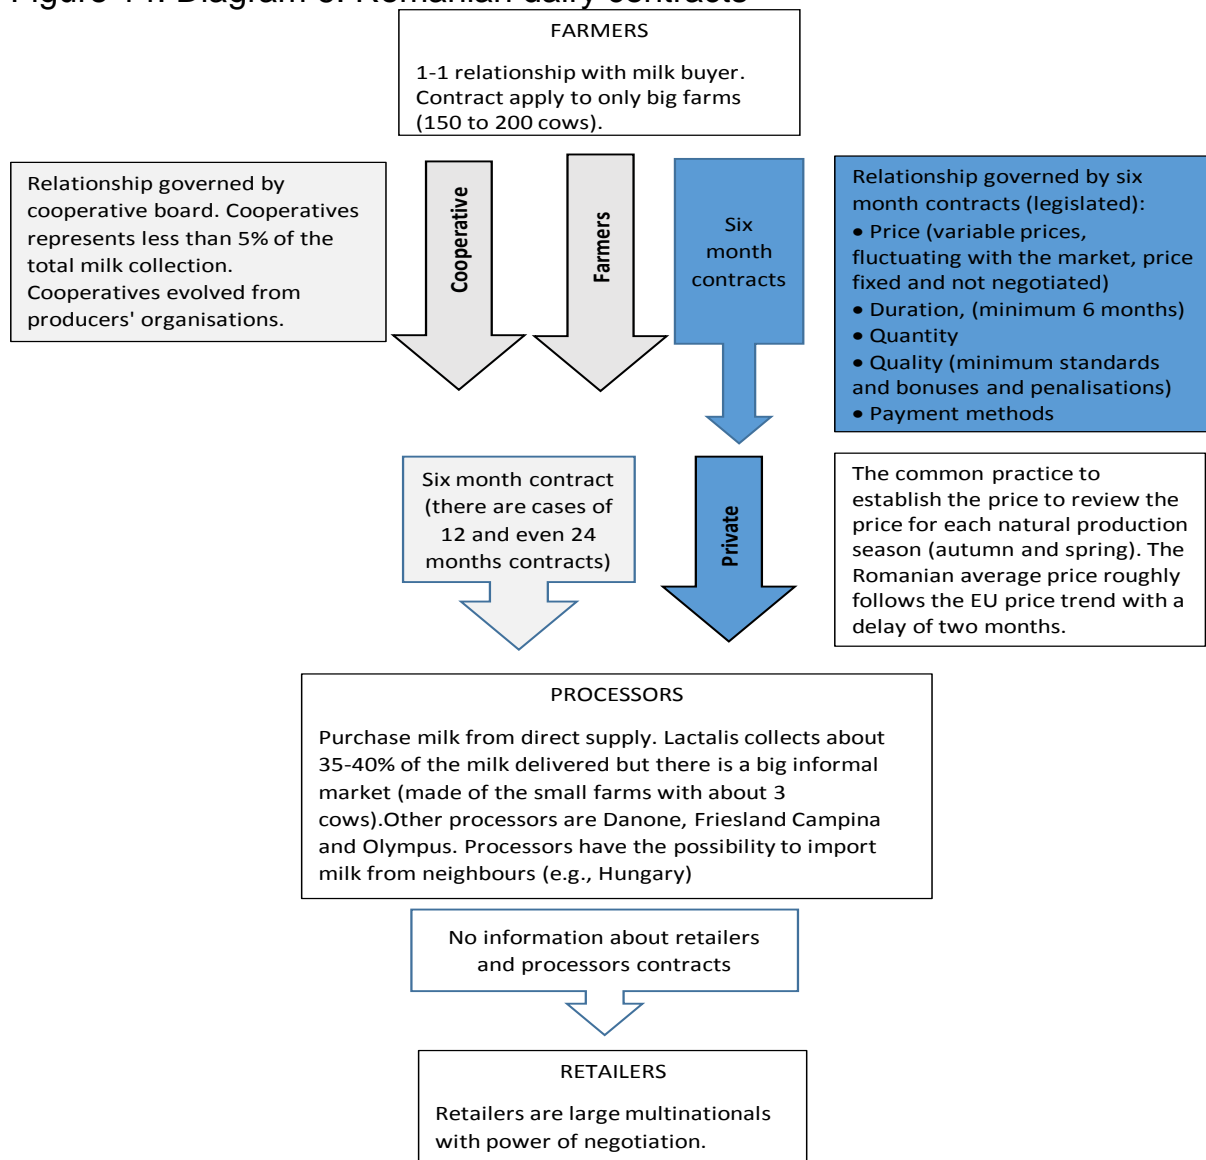 FARMERS
1-1 relationship with milk buyer.
Contract apply to only big farms
(150 to 200 cows).
Relationship governed by
cooperative board. Cooperatives
represents less than 5% of the
total milk collection.
Cooperatives evolved from
producers' organisations.
Cooperative
Farmers
Six
month
contracts
Relationship governed by six
month contracts (legislated):
• Price (variable prices,
fluctuating with the market, price
fixed and not negotiated)
• Duration, (minimum 6 months)
• Quantity
• Quality (minimum standards
and bonuses and penalisations)
• Payment methods
Six month contract
(there are cases of
12 and even 24
months contracts)
Private
The common practice to
establish the price to review the
price for each natural production
season (autumn and spring). The
Romanian average price roughly
follows the EU price trend with a
delay of two months.
PROCESSORS
Purchase milk from direct supply. Lactalis collects about
35-40% of the milk delivered but there is a big informal
market (made of the small farms with about 3
cows).Other processors are Danone, Friesland Campina
and Olympus. Processors have the possibility to import
milk from neighbours (e.g., Hungary)
No information about retailers
and processors contracts
RETAILERS
Retailers are large multinationals
with power of negotiation.